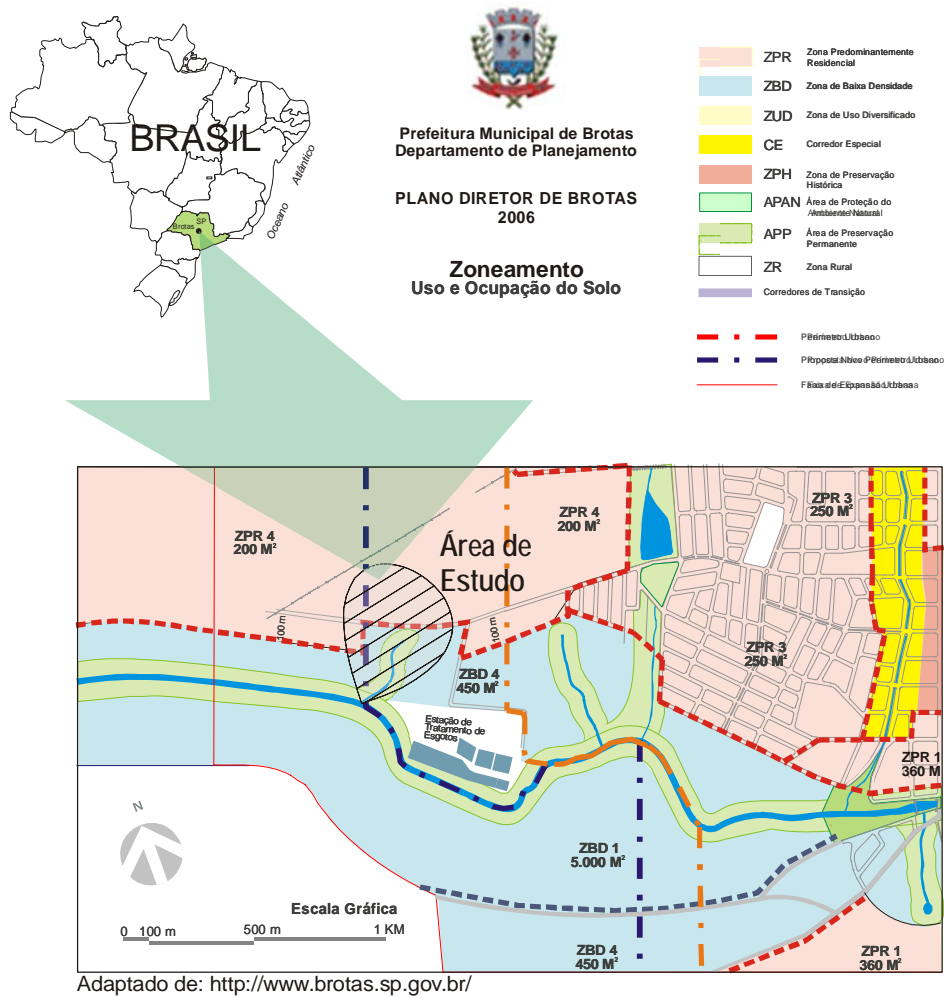 BRASIL
Oceano
Atlântico
SP
Brotas
Prefeitura Municipal de Brotas
Departamento de Planejamento
PLANO DIRETOR DE BROTAS
2006
Zoneamento
Uso e Ocupação do Solo
ZPR Zona Predominantemente
Residencial
ZBD Zona de Baixa Densidade
ZUD Zona de Uso Diversificado
CE Corredor Especial
ZPH Zona de Preservação
Histórica
APAN Área de Proteção do
Ambiente Natural
APP Área de Preservação
Permanente
ZR Zona Rural
Corredores de Transição
Perímetro Urbano
Proposta Novo Perímetro Urbano
Faixa de Expansão Urbana
ZPR 4
200 M²
Área de
Estudo
ZPR 4
200 M²
ZPR 3
250 M²
100 m
100 m
ZBD 4
450 M²
ZPR 3
250 M²
Estação de
Tratamento de
Esgotos
ZPR 1
360 M
N
ZBD 1
5.000 M²
Escala Gráfica
0 100 m 500 m 1 KM
ZBD 4
450 M²
ZPR 1
360 M²
Adaptado de: http://www.brotas.sp.gov.br/